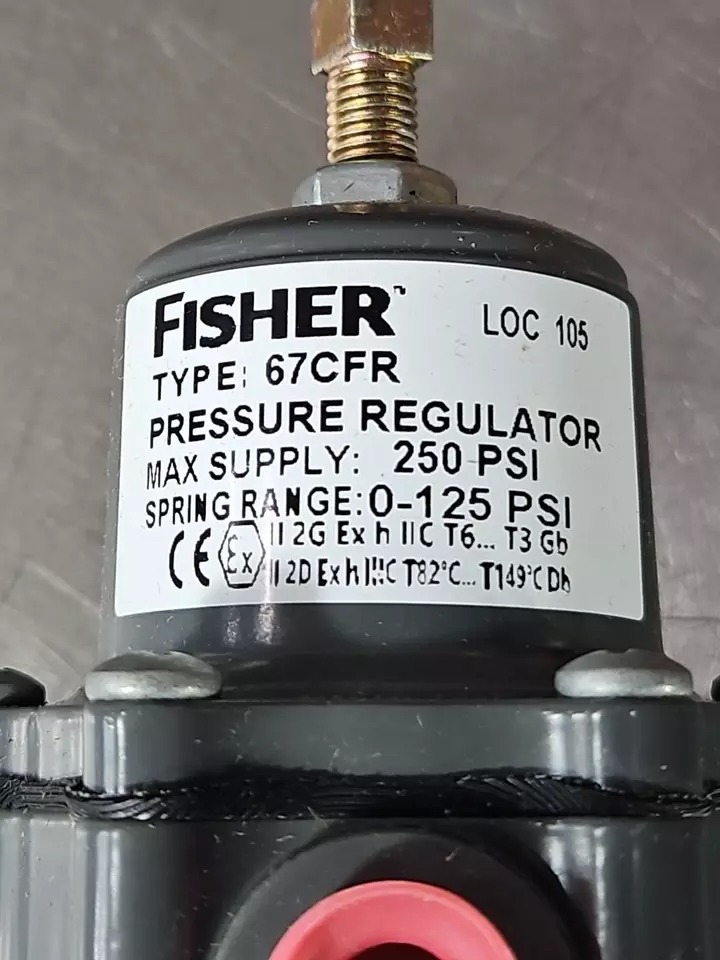 FISHER™ LOC 105
TYPE: 67CFR
PRESSURE REGULATOR
MAX SUPPLY: 250 PSI
SPRING RANGE: 0-125 PSI
CE Ex II 2G Ex h IIC T6... T3 Gb
II 2D Ex h IIIC T82°C... T149°C Db